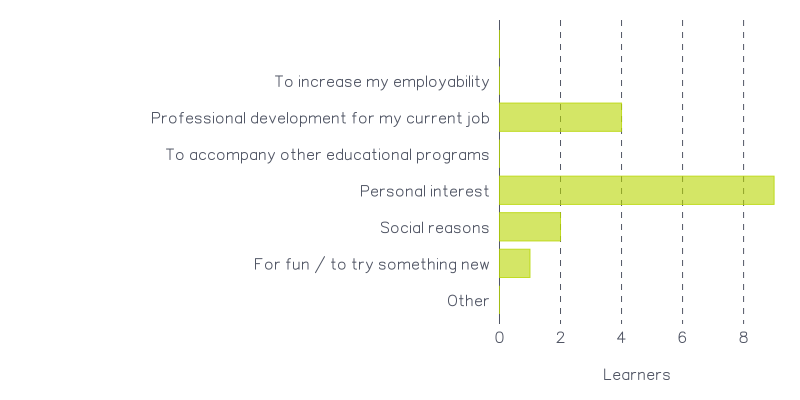 To increase my employability
Professional development for my current job
To accompany other educational programs
Personal interest
Social reasons
For fun / to try something new
Other
0 2 4 6 8
Learners